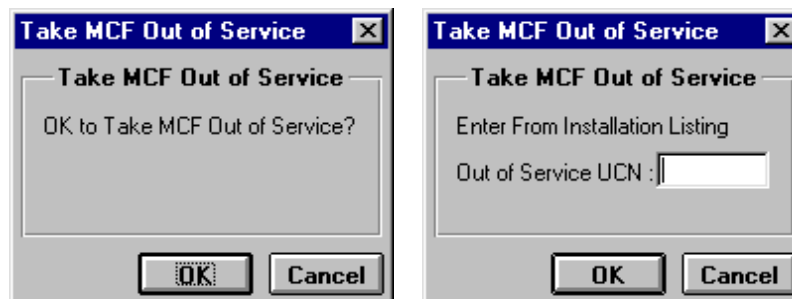 Take MCF Out of Service
Take MCF Out of Service
OK to Take MCF Out of Service?
OK
Cancel
Take MCF Out of Service
Take MCF Out of Service
Enter From Installation Listing
Out of Service UCN :
OK
Cancel